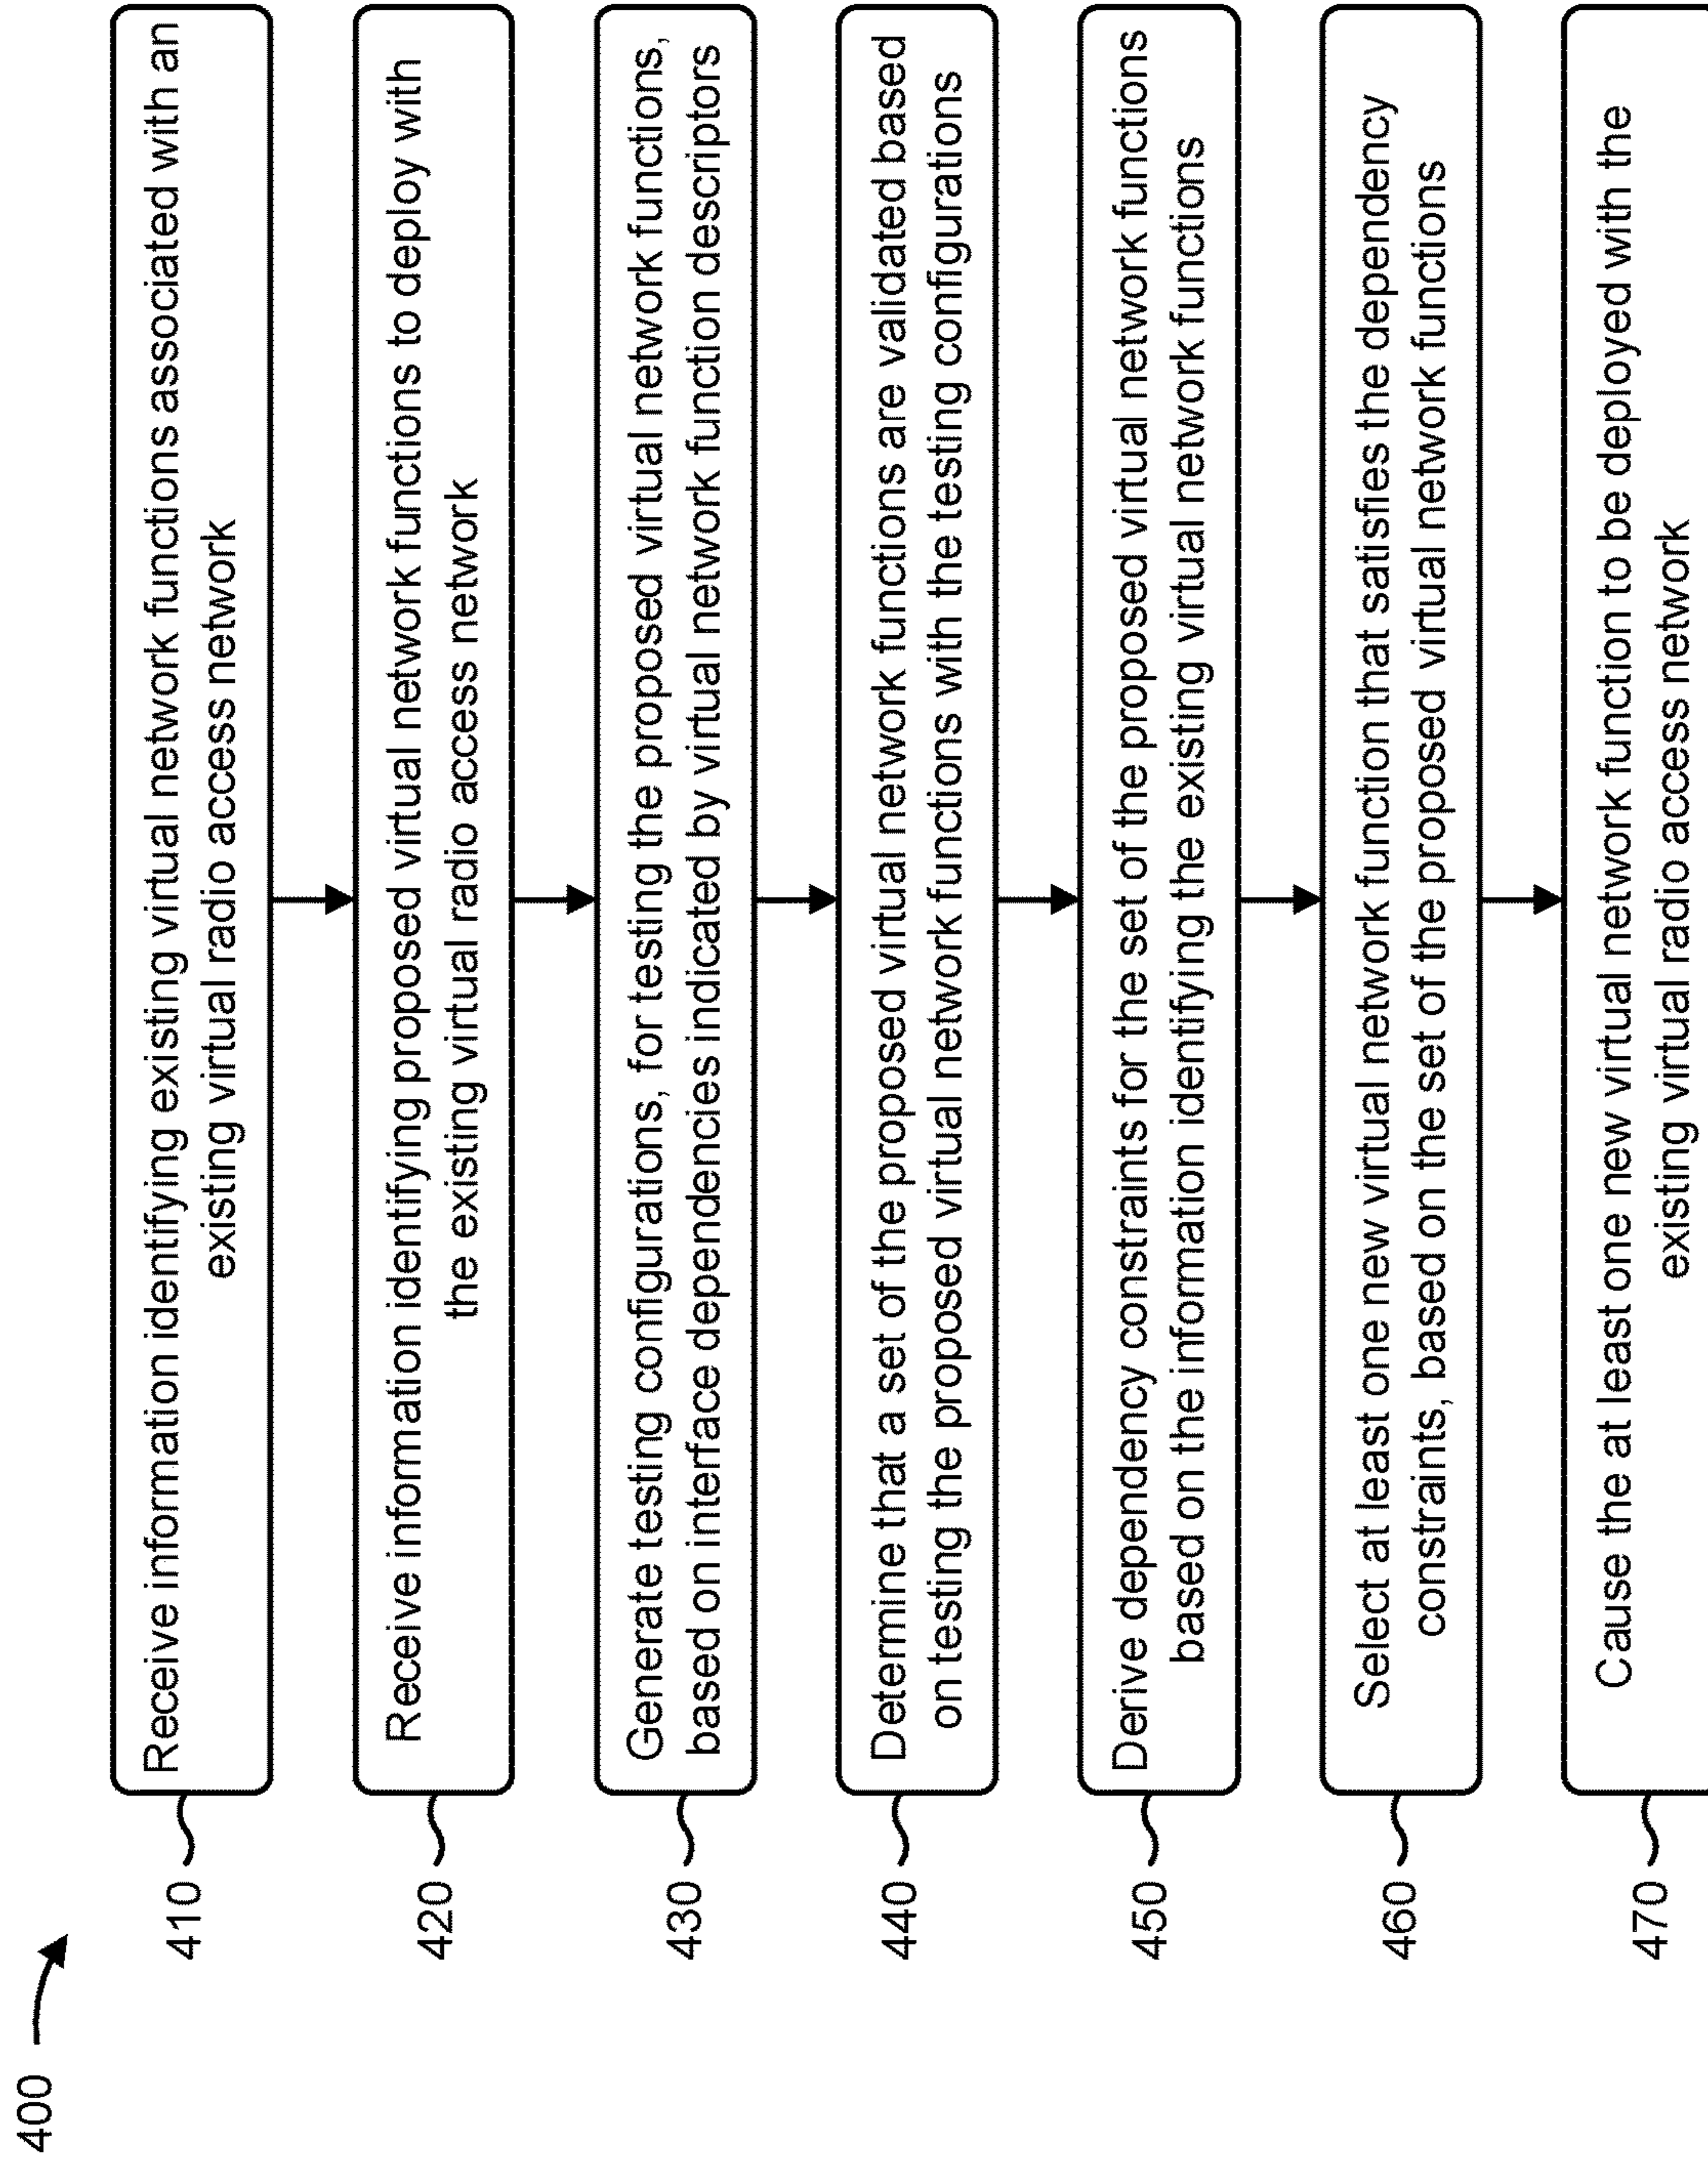 400
410
Receive information identifying existing virtual network functions associated with an
existing virtual radio access network
420
Receive information identifying proposed virtual network functions to deploy with
the existing virtual radio access network
430
Generate testing configurations, for testing the proposed virtual network functions,
based on interface dependencies indicated by virtual network function descriptors
440
Determine that a set of the proposed virtual network functions are validated based
on testing the proposed virtual network functions with the testing configurations
450
Derive dependency constraints for the set of the proposed virtual network functions
based on the information identifying the existing virtual network functions
460
Select at least one new virtual network function that satisfies the dependency
constraints, based on the set of the proposed virtual network functions
470
Cause the at least one new virtual network function to be deployed with the
existing virtual radio access network